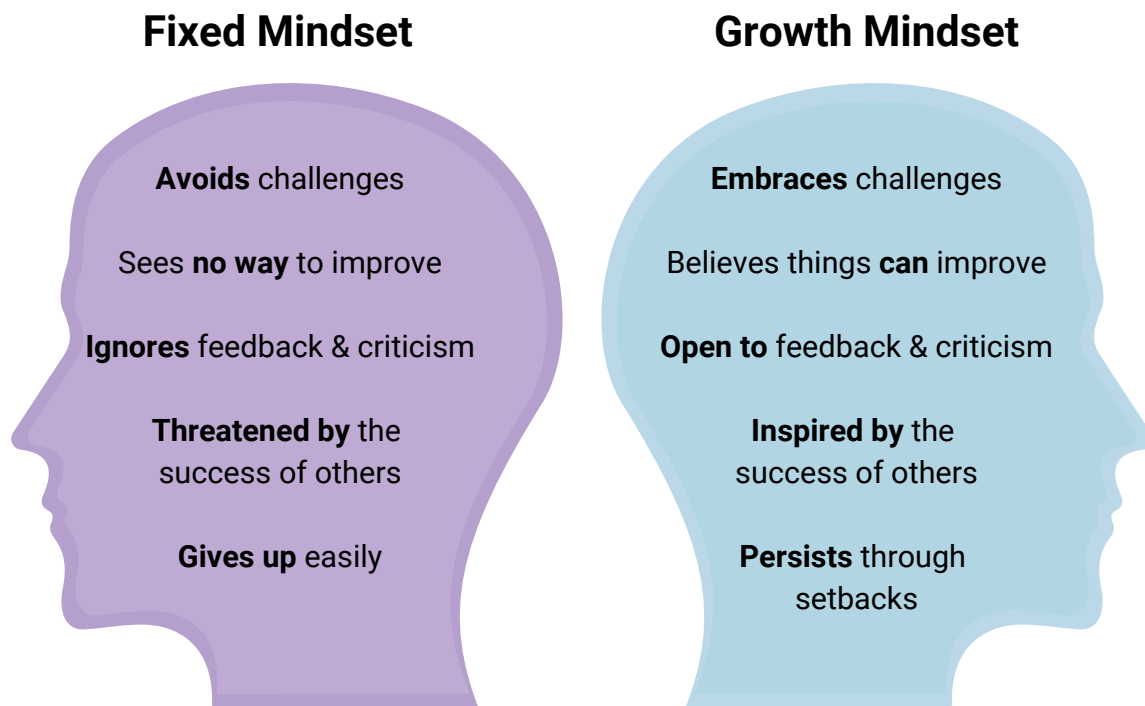 Fixed Mindset
Avoids challenges
Sees no way to improve
Ignores feedback & criticism
Threatened by the
success of others
Gives up easily
Growth Mindset
Embraces challenges
Believes things can improve
Open to feedback & criticism
Inspired by the
success of others
Persists through
setbacks